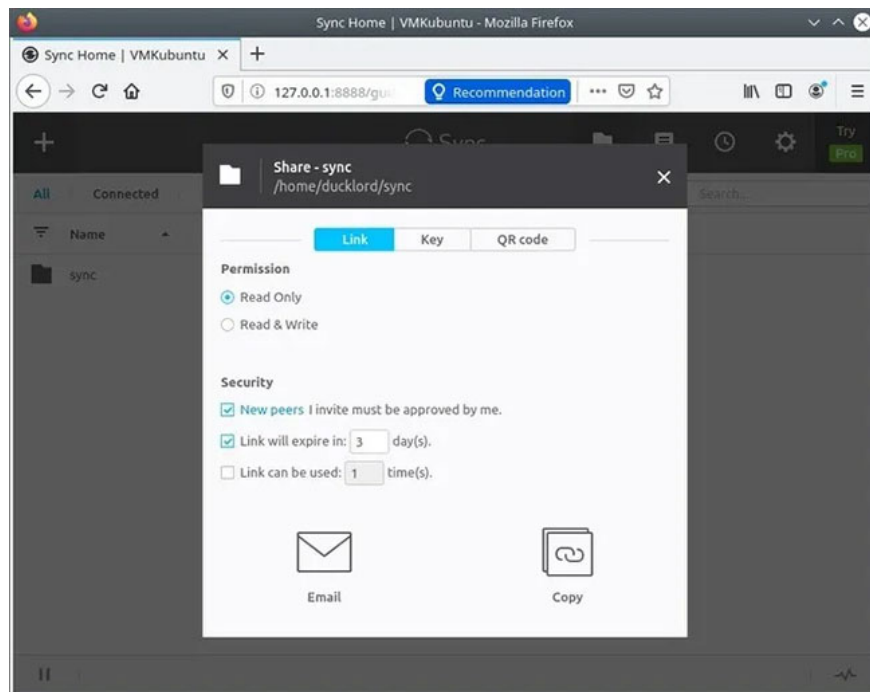 Sync Home | VMKubuntu - Mozilla Firefox
Sync Home | VMKubuntu
127.0.0.1:8888/gu
Recommendation
Sync
Try
Pro
Share - sync
/home/ducklord/sync
All
Connected
Search...
Name
sync
Link
Key
QR code
Permission
Read Only
Read & Write
Security
New peers I invite must be approved by me.
Link will expire in: 3 day(s).
Link can be used: 1 time(s).
Email
Copy